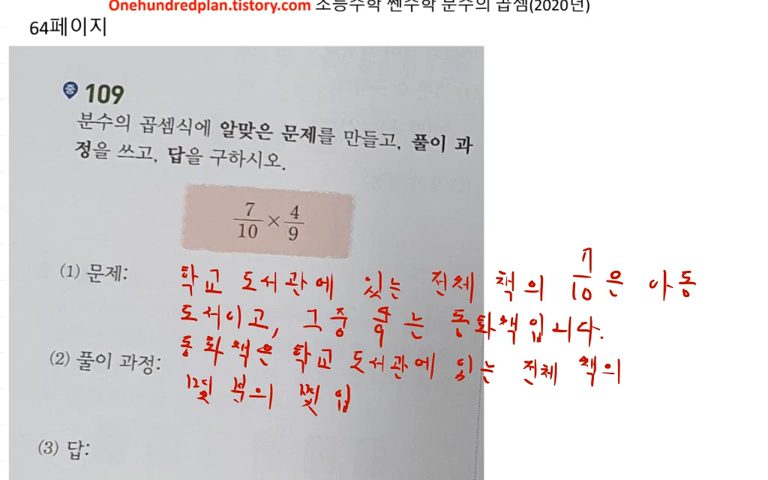 Onehundredplan.tistory.com 초등수학 쎈수학 분수의 곱셈(2020년)
64페이지
중 109
분수의 곱셈식에 알맞은 문제를 만들고, 풀이 과
정을 쓰고, 답을 구하시오.
7/10 × 4/9
(1) 문제: 학교 도서관에 있는 전체 책의 7/10은 아동
도서이고, 그 중 4/9는 동화책입니다.
동화책은 학교 도서관에 있는 전체 책의
(2) 풀이 과정:
몇 분의 몇 입
(3) 답: